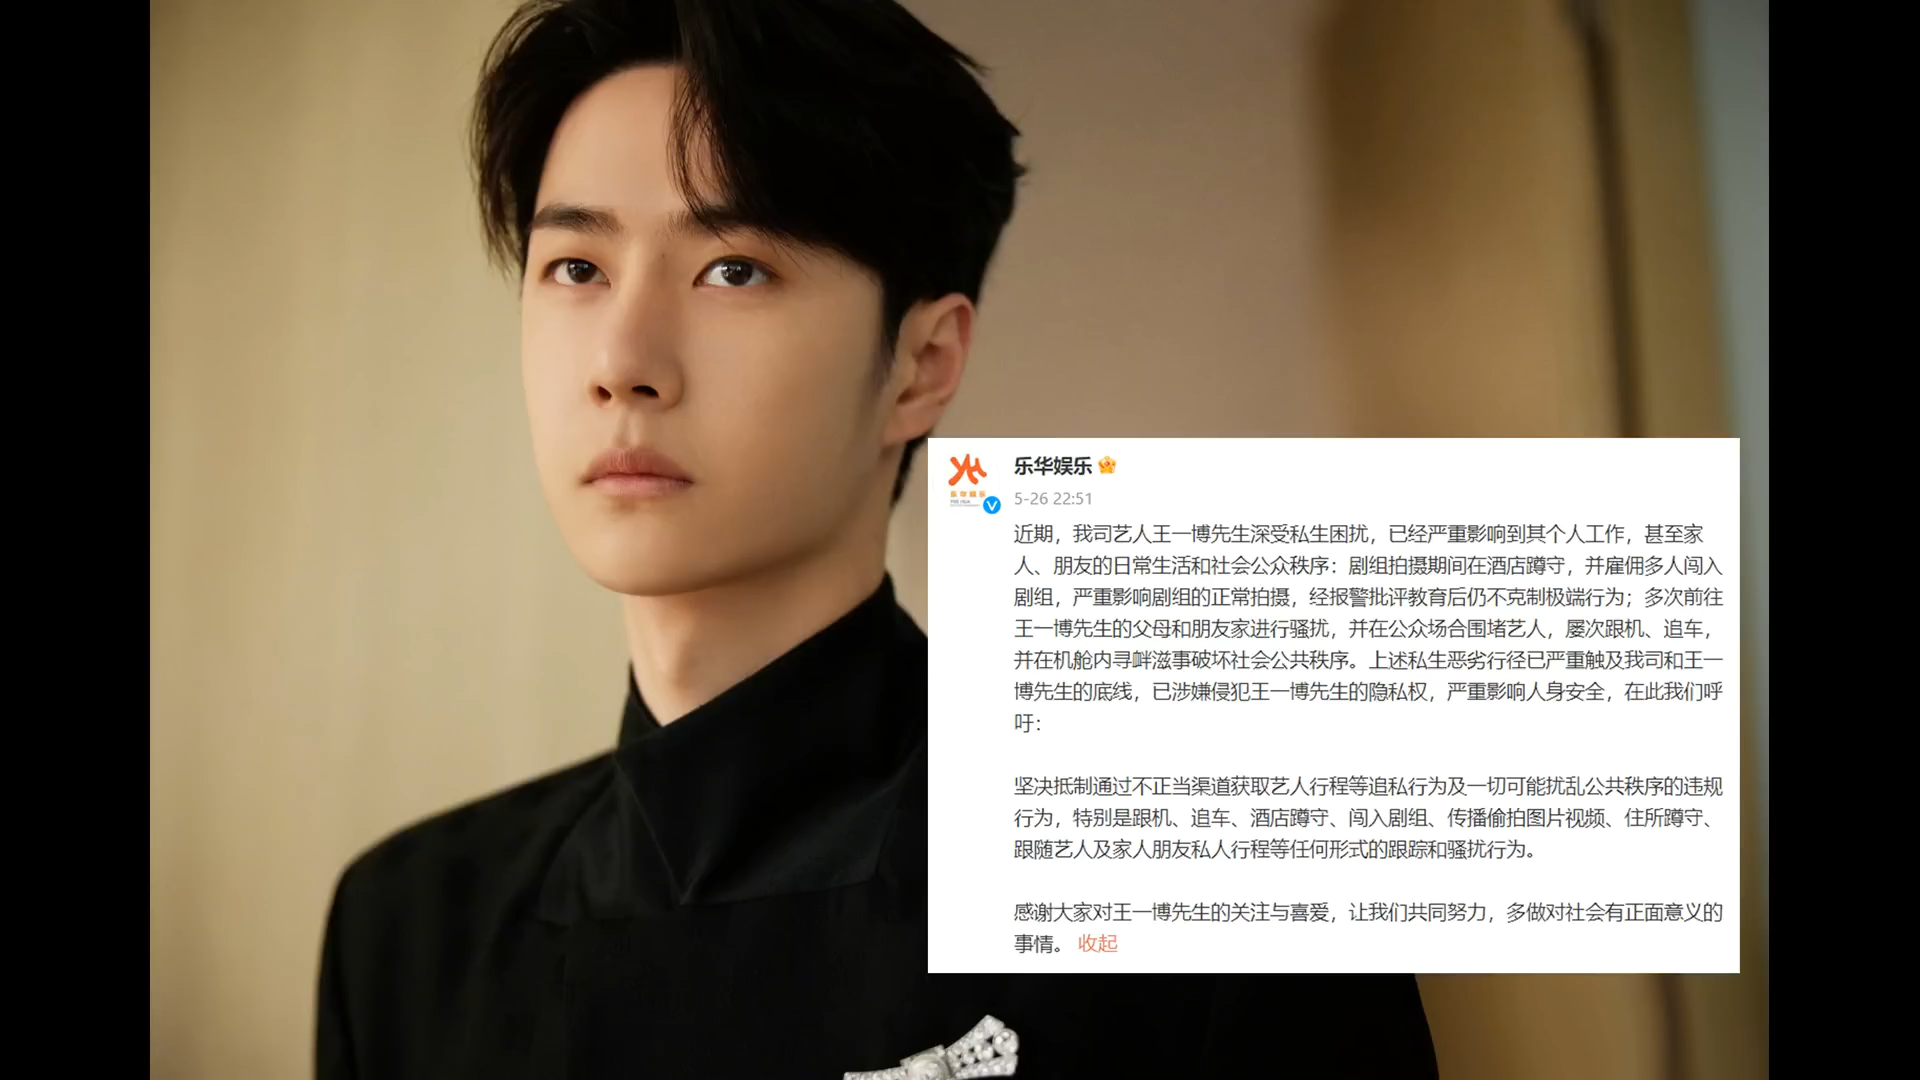 乐华娱乐
5-26 22:51
近期，我司艺人王一博先生深受私生困扰，已经严重影响到其个人工作，甚至家
人、朋友的日常生活和社会公众秩序：剧组拍摄期间在酒店蹲守，并雇佣多人闯入
剧组，严重影响剧组的正常拍摄，经报警批评教育后仍不克制极端行为；多次前往
王一博先生的父母和朋友家进行骚扰，并在公众场合围堵艺人，屡次跟机、追车，
并在机舱内寻衅滋事破坏社会公共秩序。上述私生恶劣行径已严重触及我司和王一
博先生的底线，已涉嫌侵犯王一博先生的隐私权，严重影响人身安全，在此我们呼
吁：
坚决抵制通过不正当渠道获取艺人行程等追私行为及一切可能扰乱公共秩序的违规
行为，特别是跟机、追车、酒店蹲守、闯入剧组、传播偷拍图片视频、住所蹲守、
跟随艺人及家人朋友私人行程等任何形式的跟踪和骚扰行为。
感谢大家对王一博先生的关注与喜爱，让我们共同努力，多做对社会有正面意义的
事情。 收起